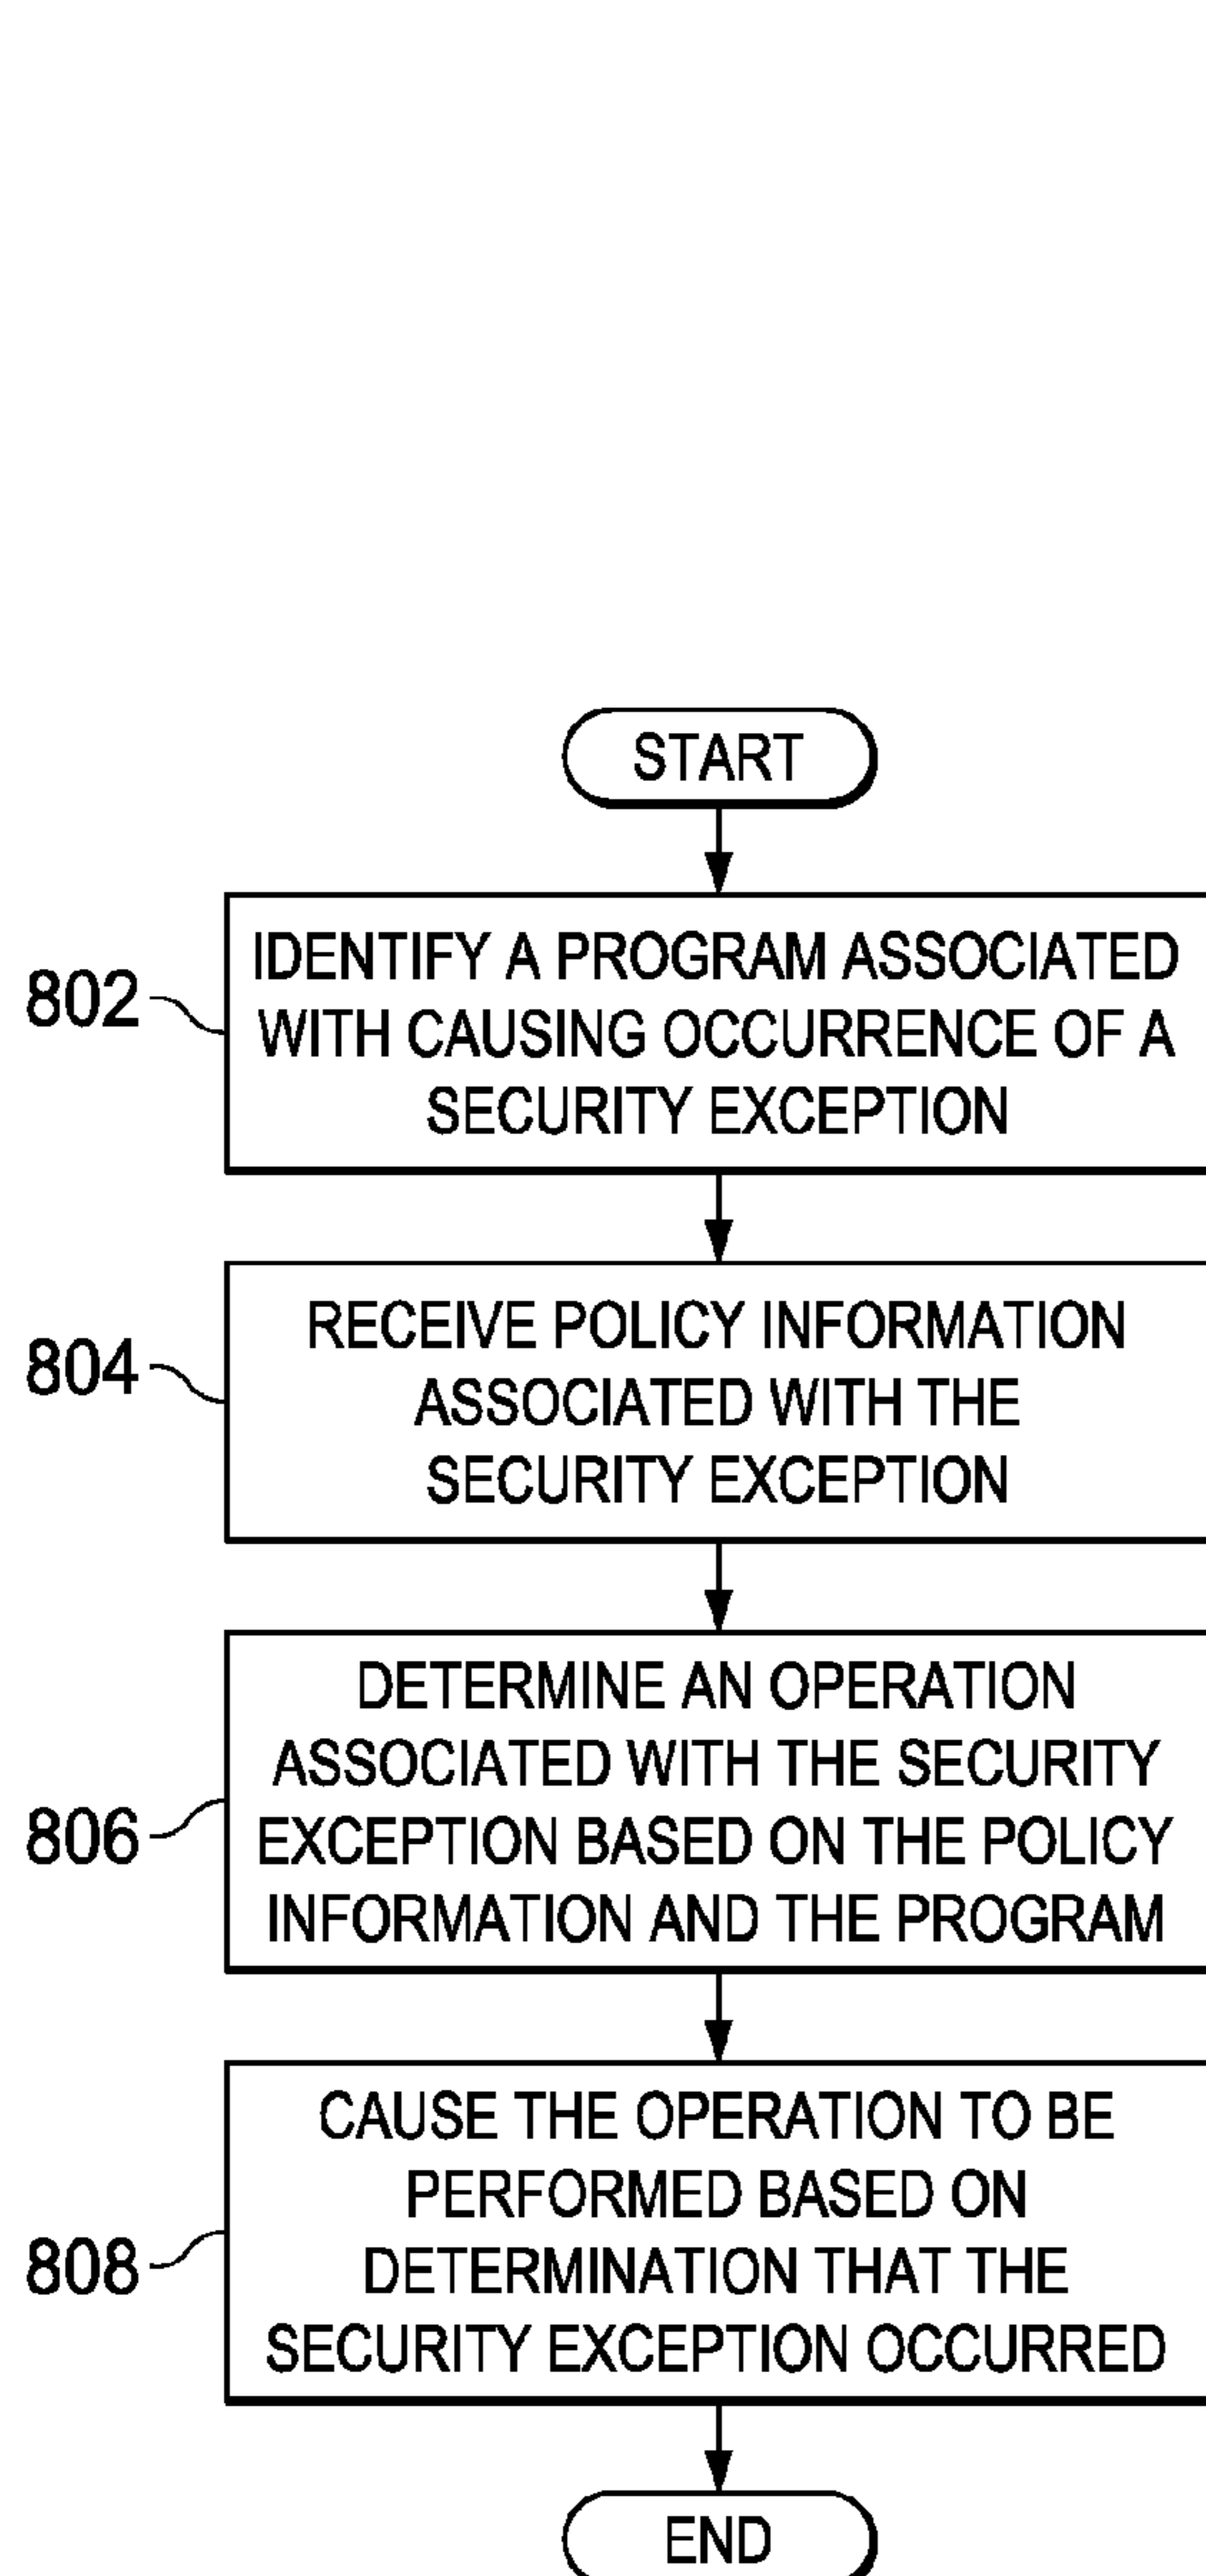 START
802
IDENTIFY A PROGRAM ASSOCIATED
WITH CAUSING OCCURRENCE OF A
SECURITY EXCEPTION
804
RECEIVE POLICY INFORMATION
ASSOCIATED WITH THE
SECURITY EXCEPTION
806
DETERMINE AN OPERATION
ASSOCIATED WITH THE SECURITY
EXCEPTION BASED ON THE POLICY
INFORMATION AND THE PROGRAM
808
CAUSE THE OPERATION TO BE
PERFORMED BASED ON
DETERMINATION THAT THE
SECURITY EXCEPTION OCCURRED
END